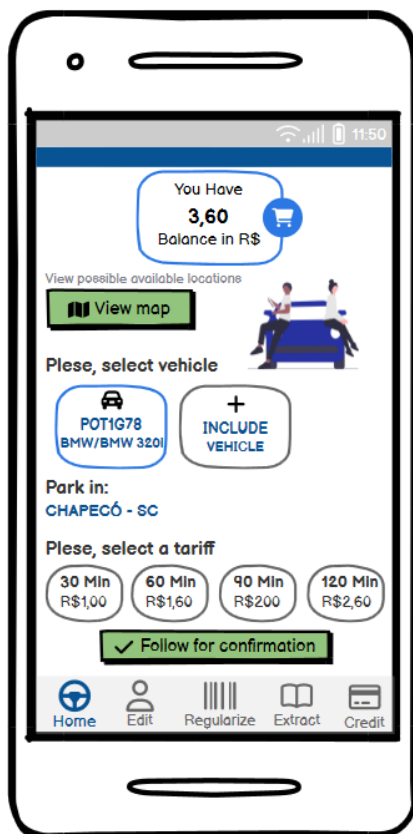 11:50
You Have
3,60
Balance in R$
View possible available locations
View map
Plese, select vehicle
POT1G78
BMW/BMW 320I
+
INCLUDE
VEHICLE
Park in:
CHAPECÓ - SC
Plese, select a tariff
30 Min
R$1,00
60 Min
R$1,60
90 Min
R$200
120 Min
R$2,60
Follow for confirmation
Home
Edit
Regularize
Extract
Credit